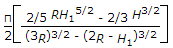 п/2 [ (2/5 RH₁^5/2 - 2/3 H^3/2) / ((3R)^3/2 - (2R - H₁)^3/2) ]